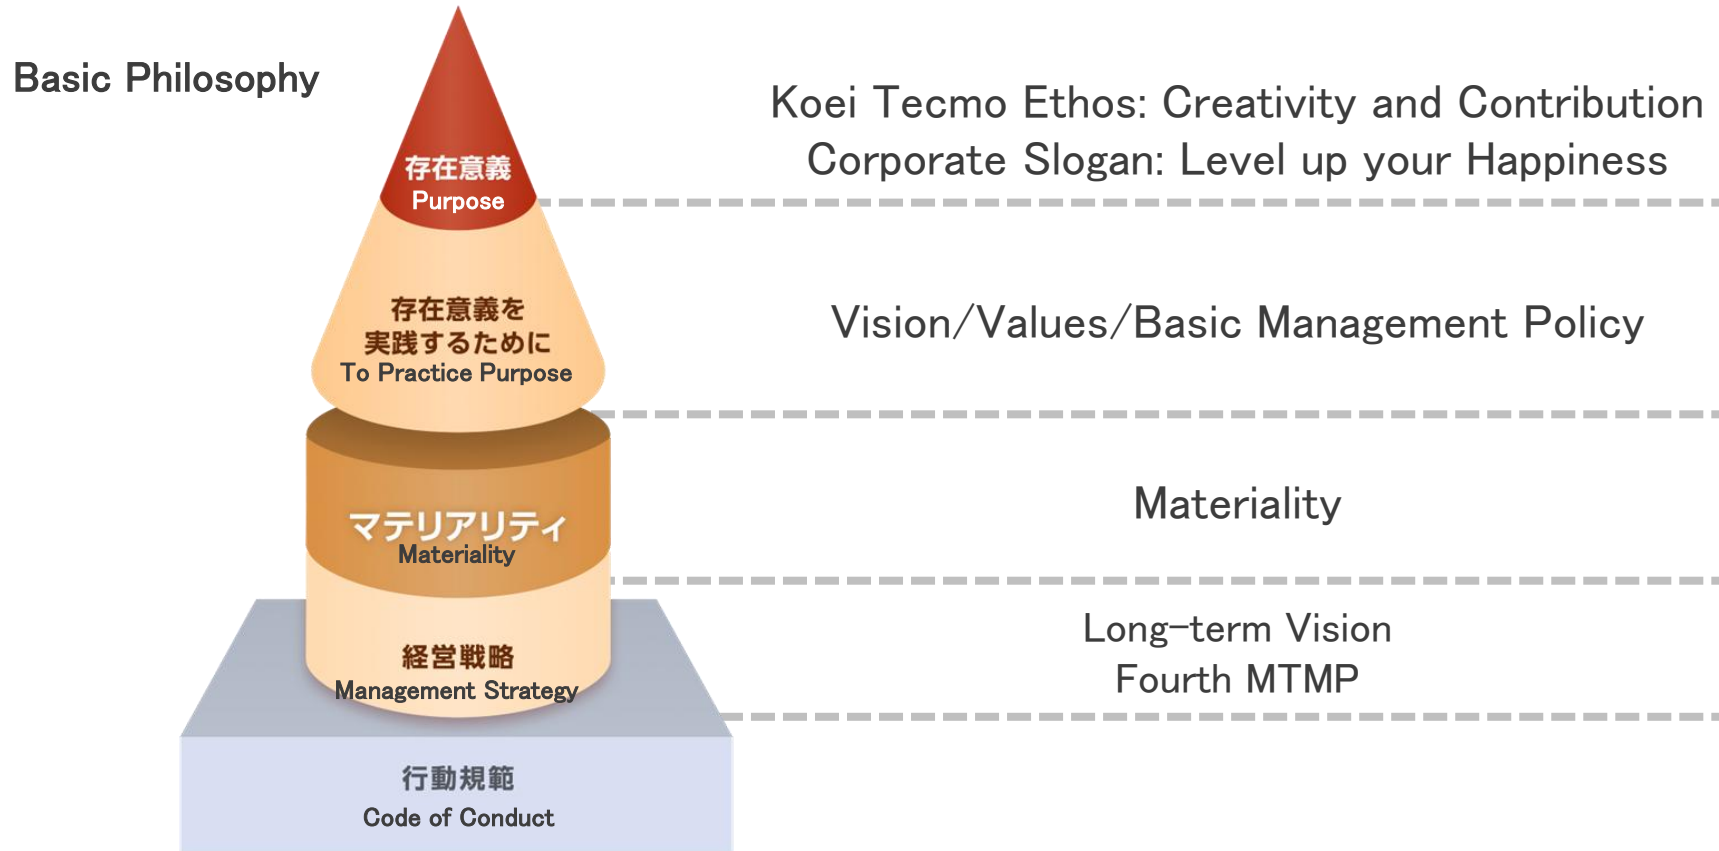 Basic Philosophy
Koei Tecmo Ethos: Creativity and Contribution
Corporate Slogan: Level up your Happiness
存在意義
Purpose
存在意義を
実践するために
To Practice Purpose
Vision/Values/Basic Management Policy
マテリアリティ
Materiality
Materiality
経営戦略
Management Strategy
Long-term Vision
Fourth MTMP
行動規範
Code of Conduct